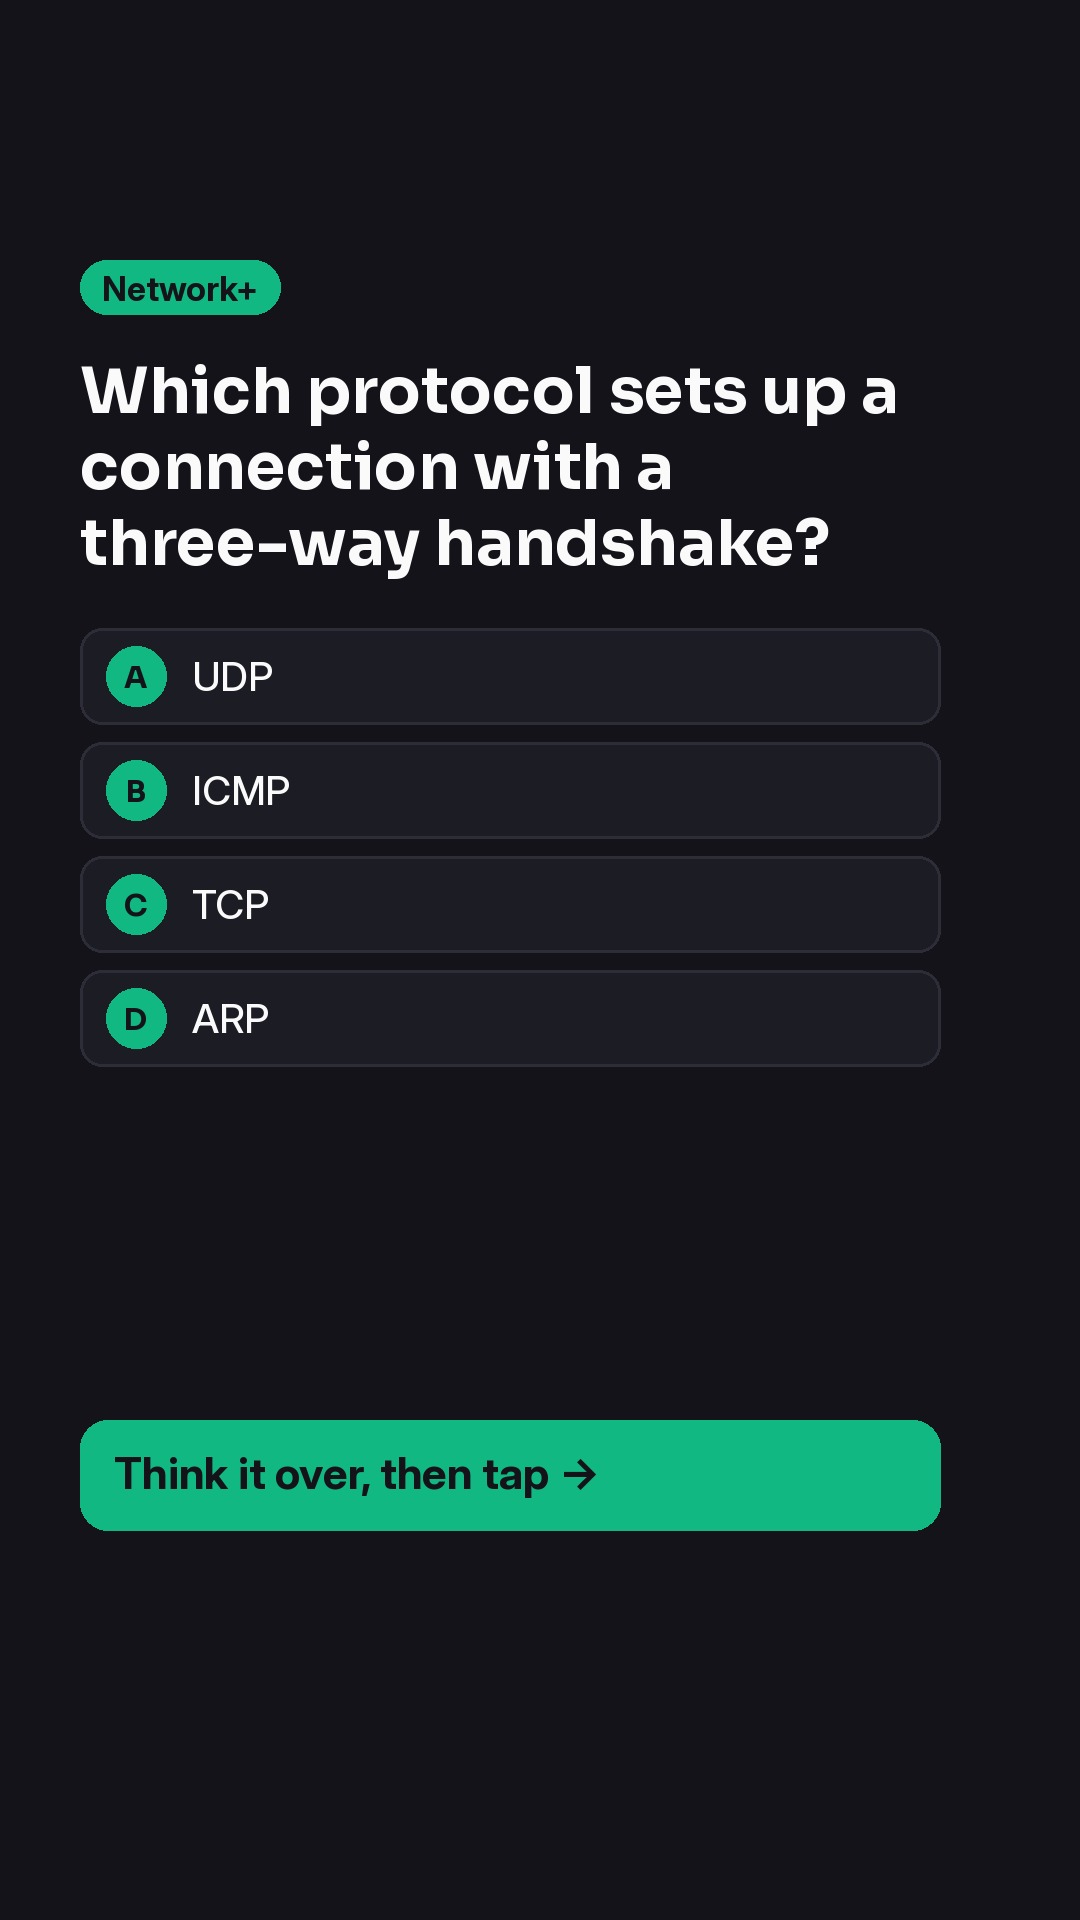 Network+
Which protocol sets up a
connection with a
three-way handshake?
A UDP
B ICMP
C TCP
D ARP
Think it over, then tap →